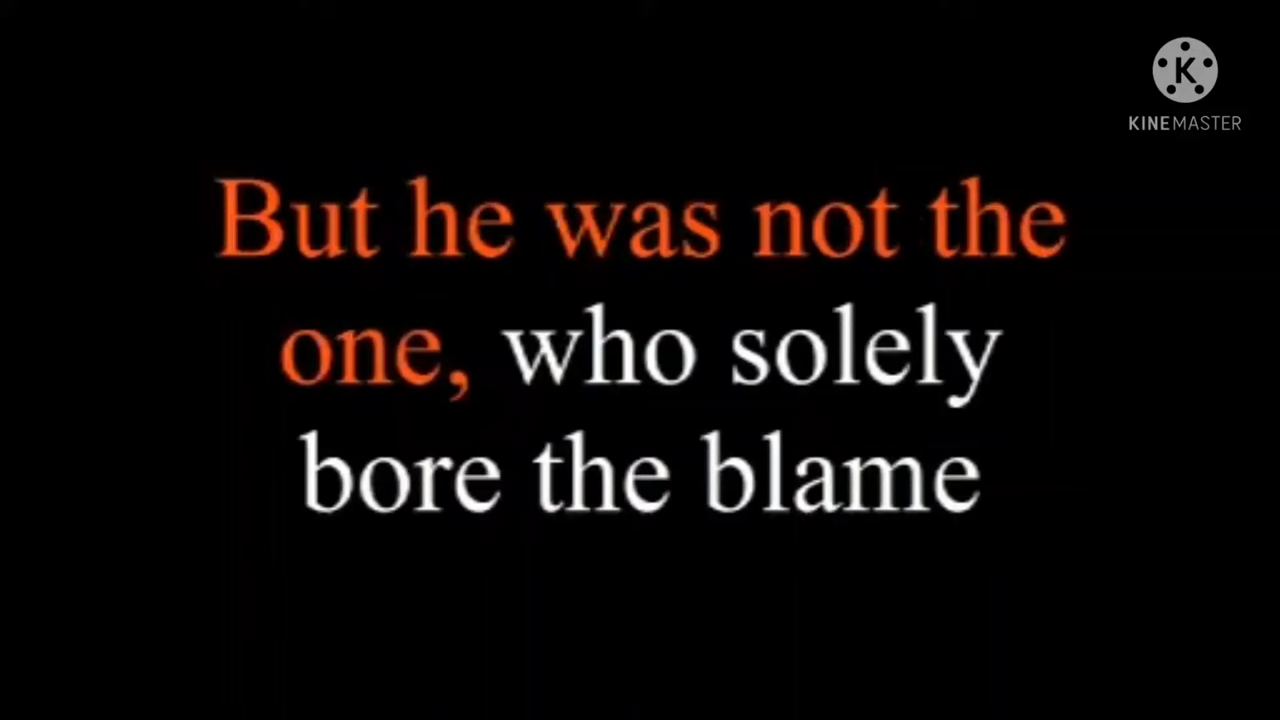 K
KINEMASTER
But he was not the
one, who solely
bore the blame